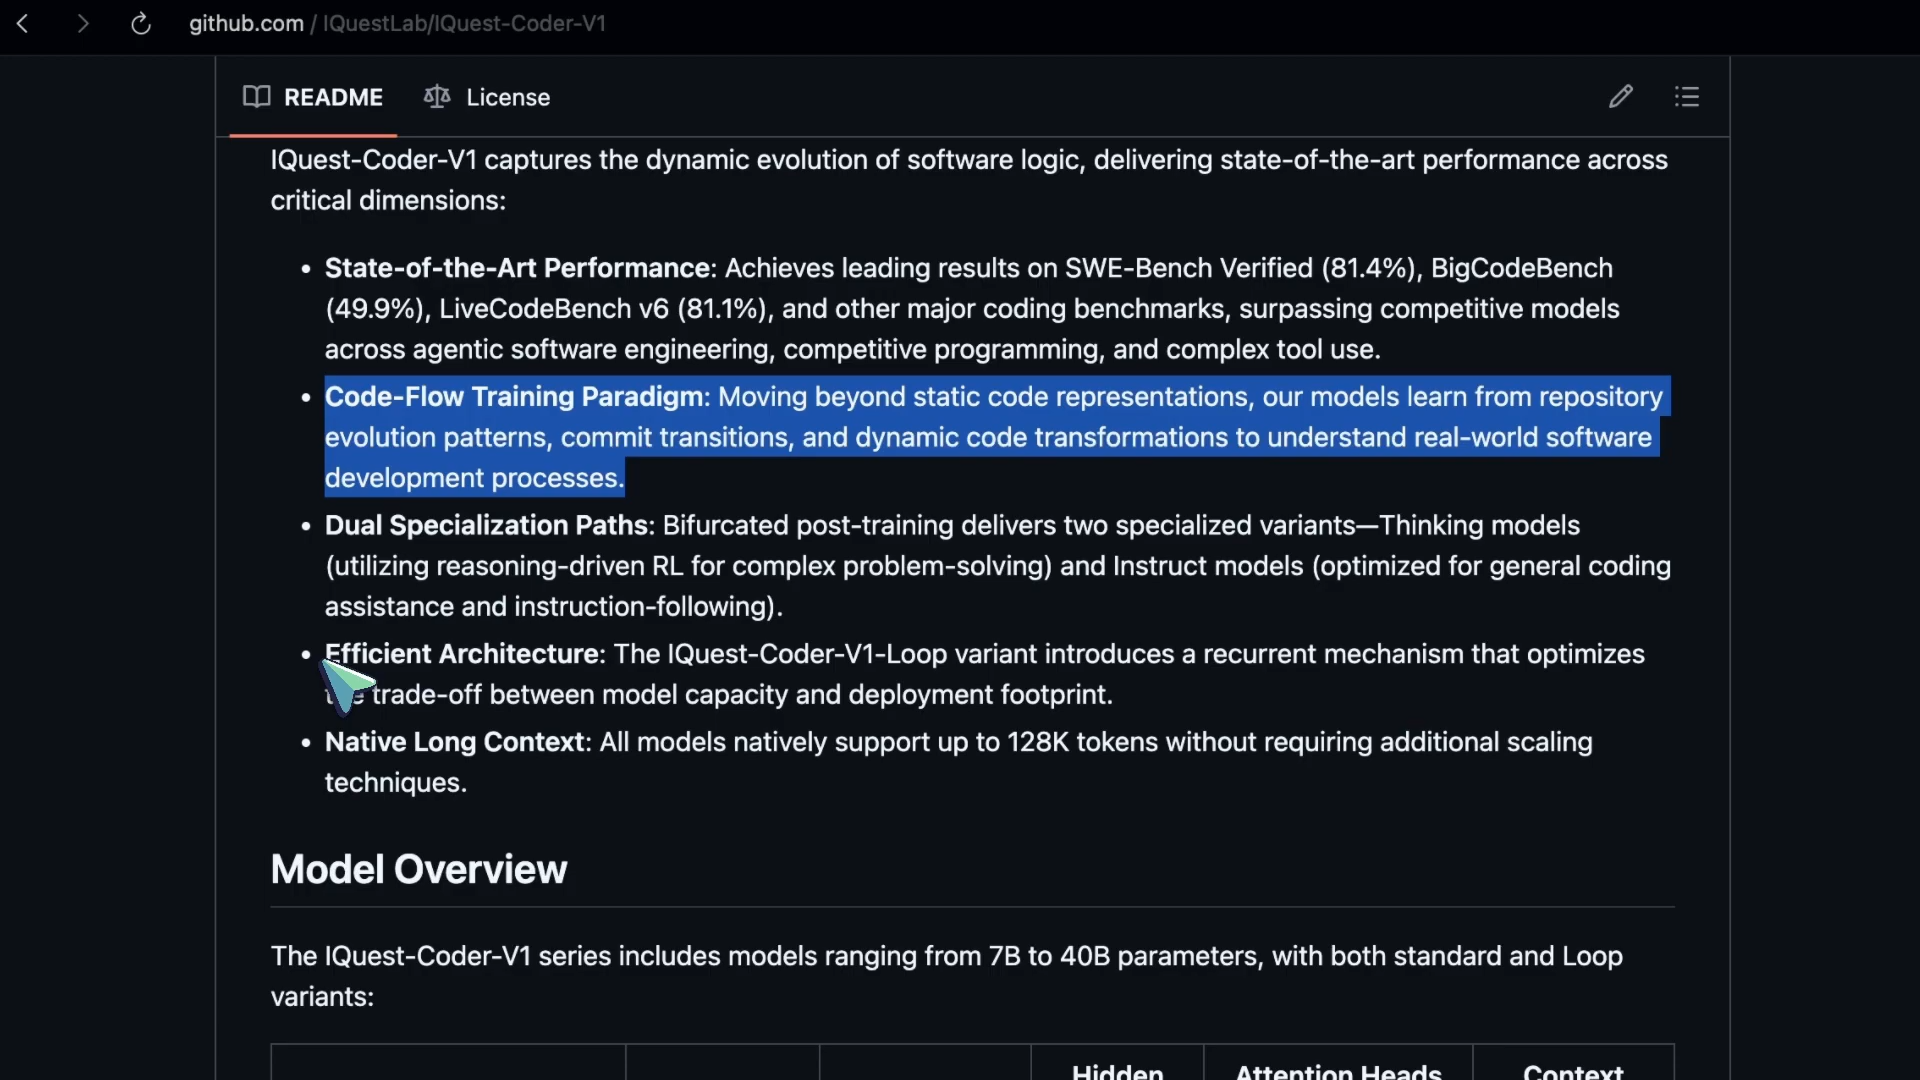 github.com / IQuestLab/IQuest-Coder-V1
README
License
IQuest-Coder-V1 captures the dynamic evolution of software logic, delivering state-of-the-art performance across
critical dimensions:
• State-of-the-Art Performance: Achieves leading results on SWE-Bench Verified (81.4%), BigCodeBench
(49.9%), LiveCodeBench v6 (81.1%), and other major coding benchmarks, surpassing competitive models
across agentic software engineering, competitive programming, and complex tool use.
• Code-Flow Training Paradigm: Moving beyond static code representations, our models learn from repository
evolution patterns, commit transitions, and dynamic code transformations to understand real-world software
development processes.
• Dual Specialization Paths: Bifurcated post-training delivers two specialized variants—Thinking models
(utilizing reasoning-driven RL for complex problem-solving) and Instruct models (optimized for general coding
assistance and instruction-following).
• Efficient Architecture: The IQuest-Coder-V1-Loop variant introduces a recurrent mechanism that optimizes
the trade-off between model capacity and deployment footprint.
• Native Long Context: All models natively support up to 128K tokens without requiring additional scaling
techniques.
Model Overview
The IQuest-Coder-V1 series includes models ranging from 7B to 40B parameters, with both standard and Loop
variants:
Hidden
Attention Heads
Context